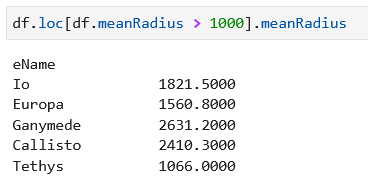 df.loc[df.meanRadius > 1000].meanRadius
eName
Io 1821.5000
Europa 1560.8000
Ganymede 2631.2000
Callisto 2410.3000
Tethys 1066.0000